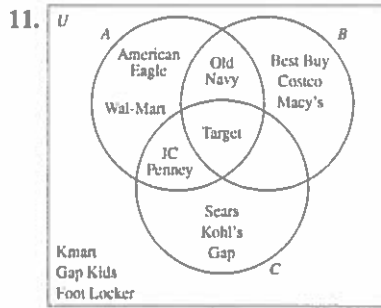 11.
U
A
B
American
Eagle
Old
Navy
Best Buy
Costco
Macy's
Wal-Mart
Target
JC
Penney
Sears
Kohl's
Gap
C
Kmart
Gap Kids
Foot Locker